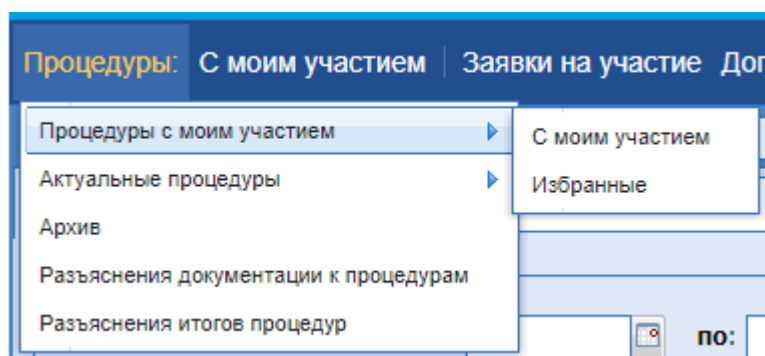 Процедуры: С моим участием Заявки на участие
Процедуры с моим участием
С моим участием
Избранные
Актуальные процедуры
Архив
Разъяснения документации к процедурам
Разъяснения итогов процедур
по: